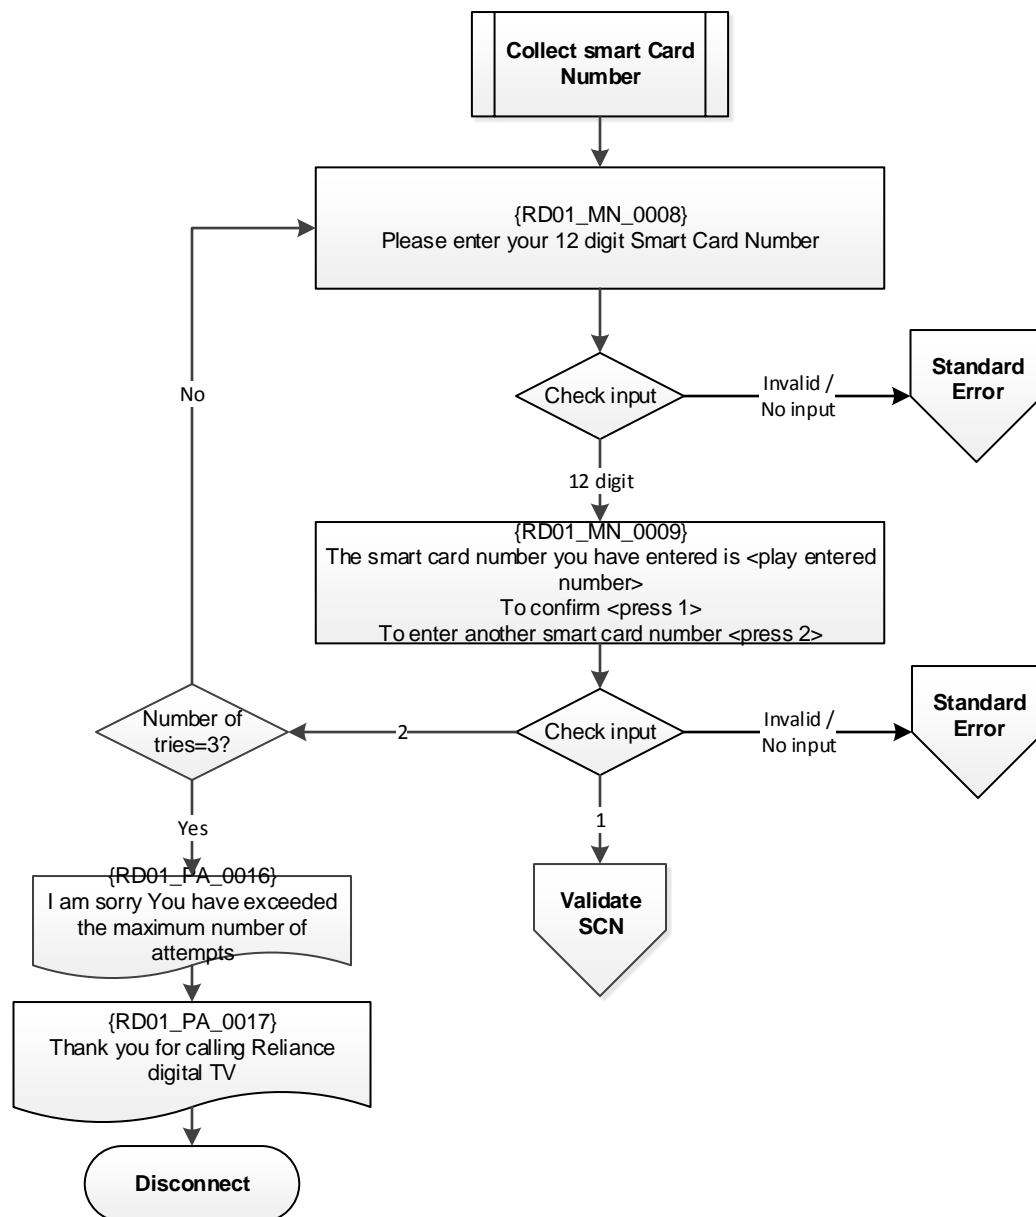 Collect smart Card
Number
{RD01_MN_0008}
Please enter your 12 digit Smart Card Number
No
Check input
Invalid /
No input
Standard
Error
12 digit
{RD01_MN_0009}
The smart card number you have entered is <play entered
number>
To confirm <press 1>
To enter another smart card number <press 2>
Number of
tries=3?
2
Check input
Invalid /
No input
Standard
Error
Yes
1
{RD01_PA_0016}
I am sorry You have exceeded
the maximum number of
attempts
Validate
SCN
{RD01_PA_0017}
Thank you for calling Reliance
digital TV
Disconnect